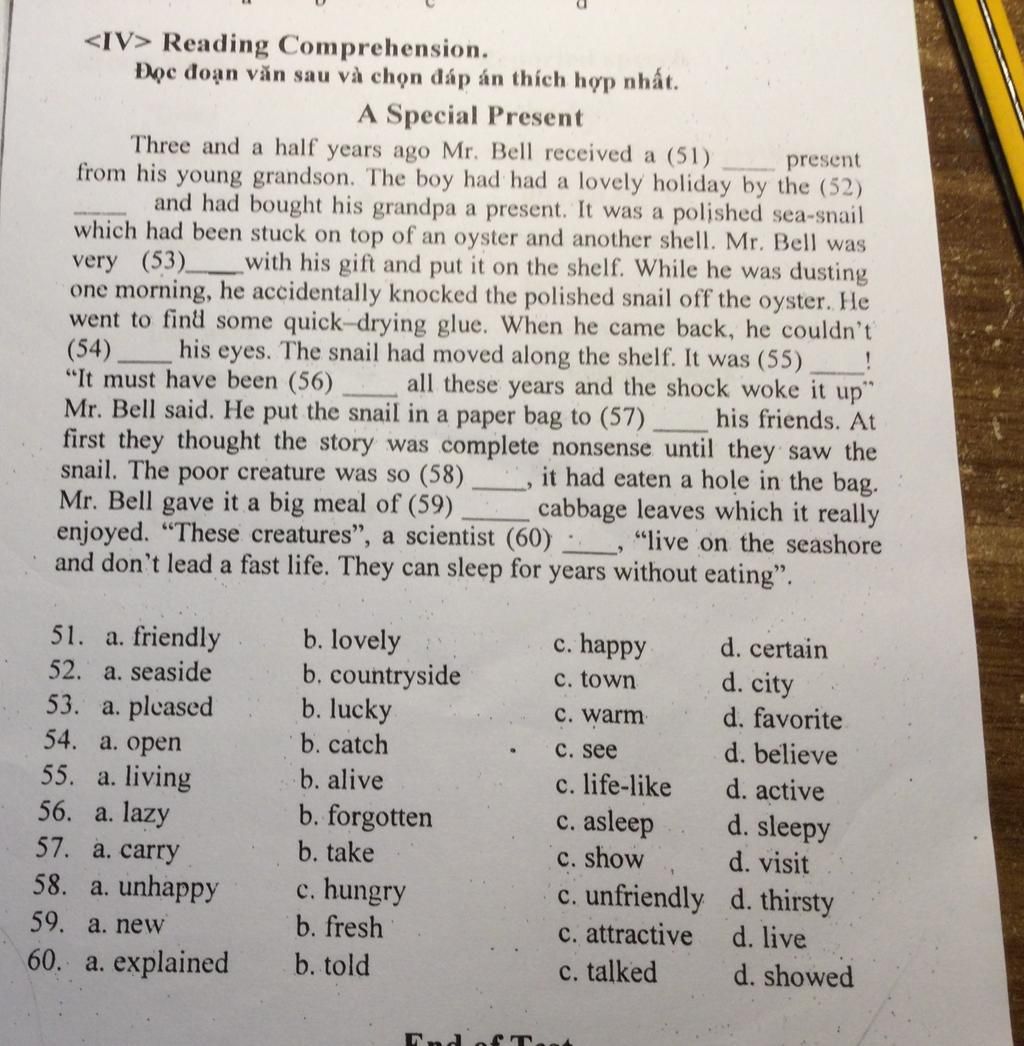 <IV> Reading Comprehension.
Đọc đoạn văn sau và chọn đáp án thích hợp nhất.
A Special Present
Three and a half years ago Mr. Bell received a (51) ____ present
from his young grandson. The boy had had a lovely holiday by the (52)
____ and had bought his grandpa a present. It was a polished sea-snail
which had been stuck on top of an oyster and another shell. Mr. Bell was
very (53)____with his gift and put it on the shelf. While he was dusting
one morning, he accidentally knocked the polished snail off the oyster. He
went to find some quick–drying glue. When he came back, he couldn't
(54) ____ his eyes. The snail had moved along the shelf. It was (55) ____!
"It must have been (56) ____ all these years and the shock woke it up"
Mr. Bell said. He put the snail in a paper bag to (57) ____ his friends. At
first they thought the story was complete nonsense until they saw the
snail. The poor creature was so (58) ____, it had eaten a hole in the bag.
Mr. Bell gave it a big meal of (59) ____ cabbage leaves which it really
enjoyed. "These creatures", a scientist (60) ____, "live on the seashore
and don't lead a fast life. They can sleep for years without eating".
51. a. friendly b. lovely c. happy d. certain
52. a. seaside b. countryside c. town d. city
53. a. pleased b. lucky c. warm d. favorite
54. a. open b. catch c. see d. believe
55. a. living b. alive c. life-like d. active
56. a. lazy b. forgotten c. asleep d. sleepy
57. a. carry b. take c. show d. visit
58. a. unhappy c. hungry c. unfriendly d. thirsty
59. a. new b. fresh c. attractive d. live
60. a. explained b. told c. talked d. showed
End of Test